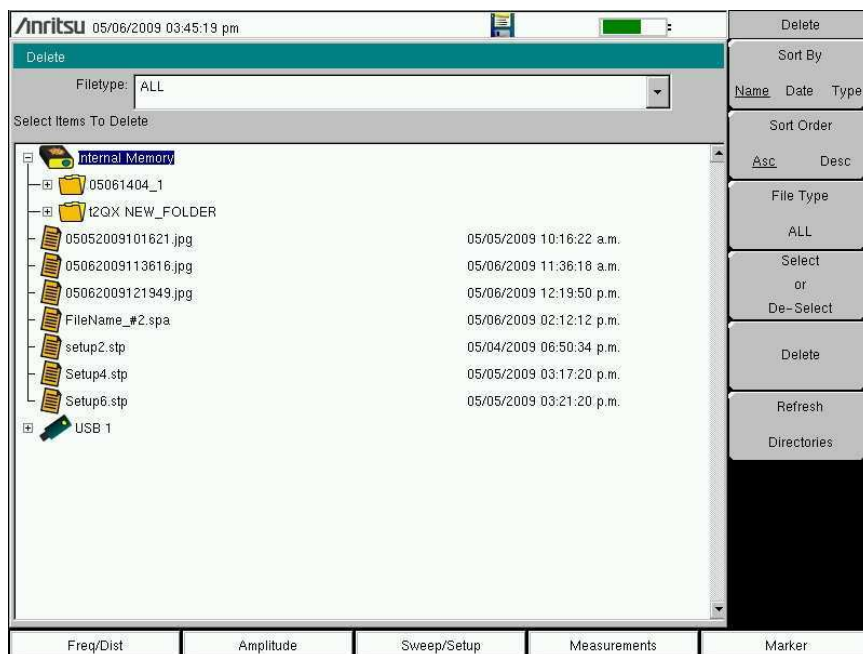 Anritsu 05/06/2009 03:45:19 pm
Delete
Filetype: ALL
Select Items To Delete
Internal Memory
05061404_1
t2QX NEW_FOLDER
05052009101621.jpg 05/05/2009 10:16:22 a.m.
05062009113616.jpg 05/06/2009 11:36:18 a.m.
05062009121949.jpg 05/06/2009 12:19:50 p.m.
FileName_#2.spa 05/06/2009 02:12:12 p.m.
setup2.stp 05/04/2009 06:50:34 p.m.
Setup4.stp 05/05/2009 03:17:20 p.m.
Setup6.stp 05/05/2009 03:21:20 p.m.
USB 1
Delete
Sort By
Name Date Type
Sort Order
Asc Desc
File Type
ALL
Select
or
De-Select
Delete
Refresh
Directories
Freq/Dist Amplitude Sweep/Setup Measurements Marker